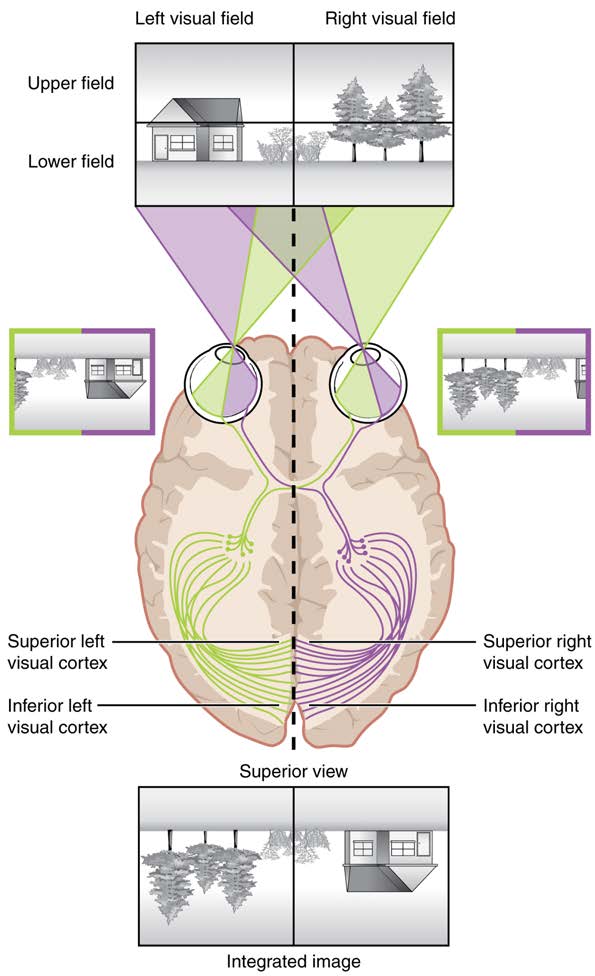 Left visual field
Right visual field
Upper field
Lower field
Superior left
visual cortex
Superior right
visual cortex
Inferior left
visual cortex
Inferior right
visual cortex
Superior view
Integrated image